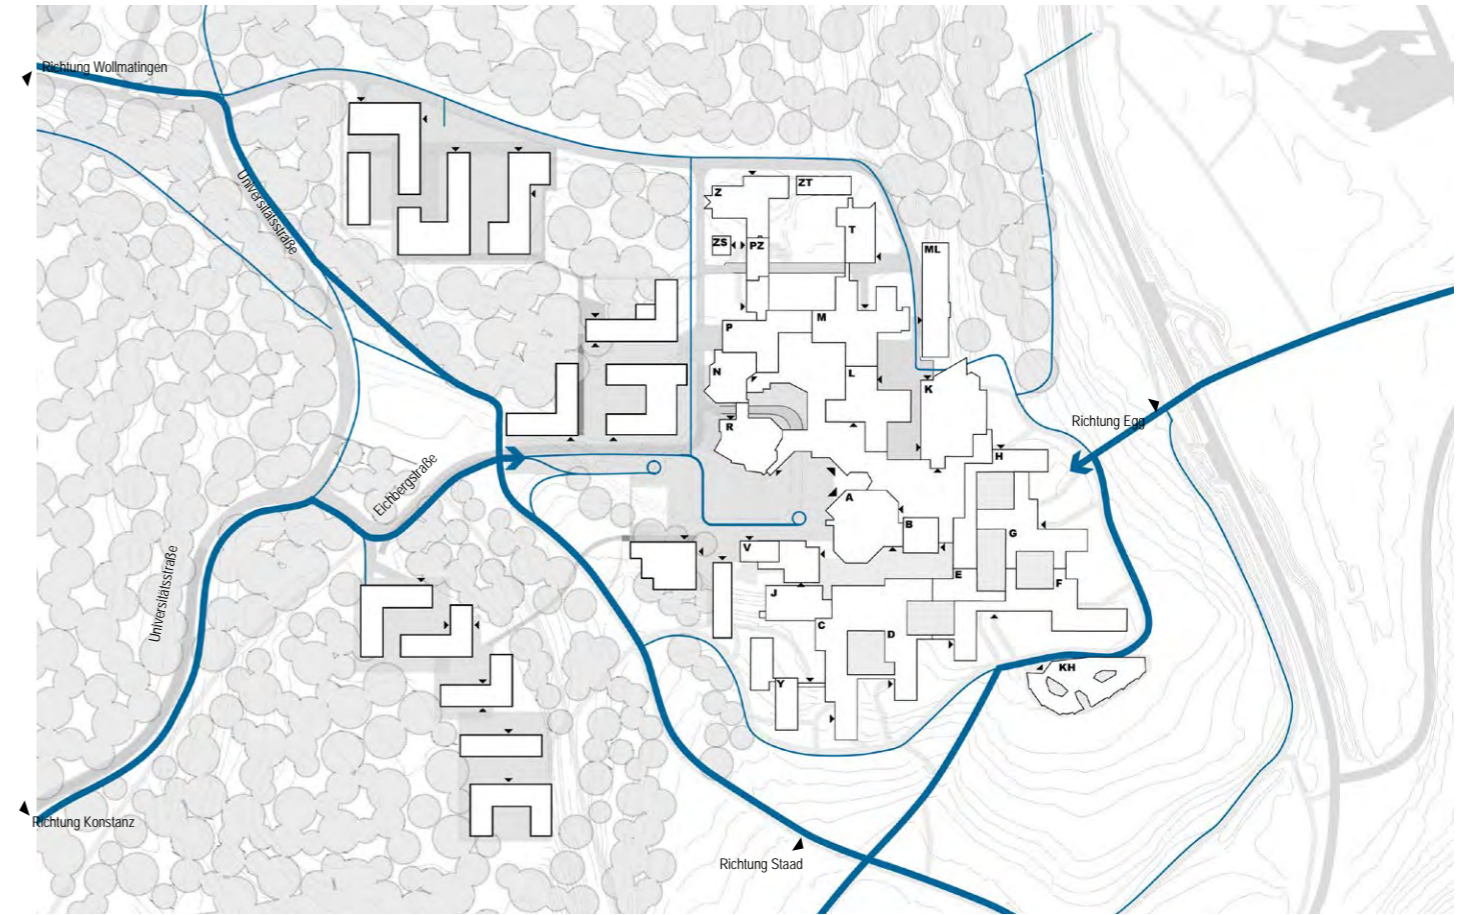 Richtung Wollmatingen
Universitätsstraße
Z
ZT
T
ZS
PZ
ML
P
M
N
L
K
R
Richtung Egg
H
Eichbergstraße
A
B
G
V
E
F
Universitätsstraße
J
C
D
KH
Y
Richtung Konstanz
Richtung Staad